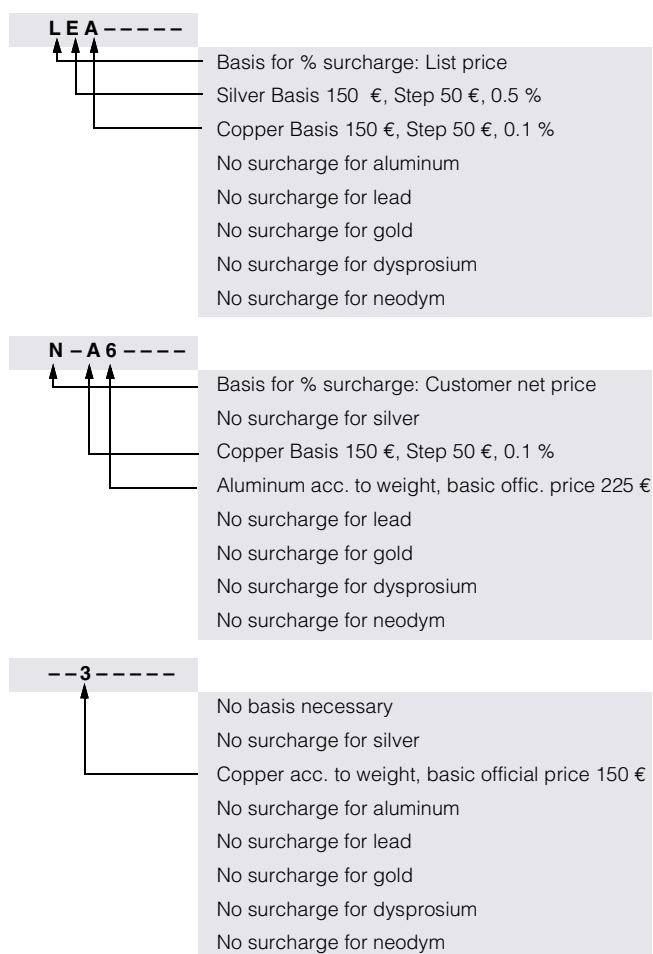 L E A – – – – –
Basis for % surcharge: List price
Silver Basis 150 €, Step 50 €, 0.5 %
Copper Basis 150 €, Step 50 €, 0.1 %
No surcharge for aluminum
No surcharge for lead
No surcharge for gold
No surcharge for dysprosium
No surcharge for neodym
N – A 6 – – – –
Basis for % surcharge: Customer net price
No surcharge for silver
Copper Basis 150 €, Step 50 €, 0.1 %
Aluminum acc. to weight, basic offic. price 225 €
No surcharge for lead
No surcharge for gold
No surcharge for dysprosium
No surcharge for neodym
– – 3 – – – – –
No basis necessary
No surcharge for silver
Copper acc. to weight, basic official price 150 €
No surcharge for aluminum
No surcharge for lead
No surcharge for gold
No surcharge for dysprosium
No surcharge for neodym